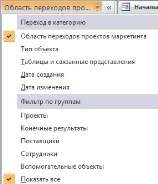 Область переходов прое...
Начальн
Переход в категорию
Область переходов проектов маркетинга
Тип объекта
Таблицы и связанные представления
Дата создания
Дата изменения
Фильтр по группам
Проекты
Конечные результаты
Поставщики
Сотрудники
Вспомогательные объекты
Показать все